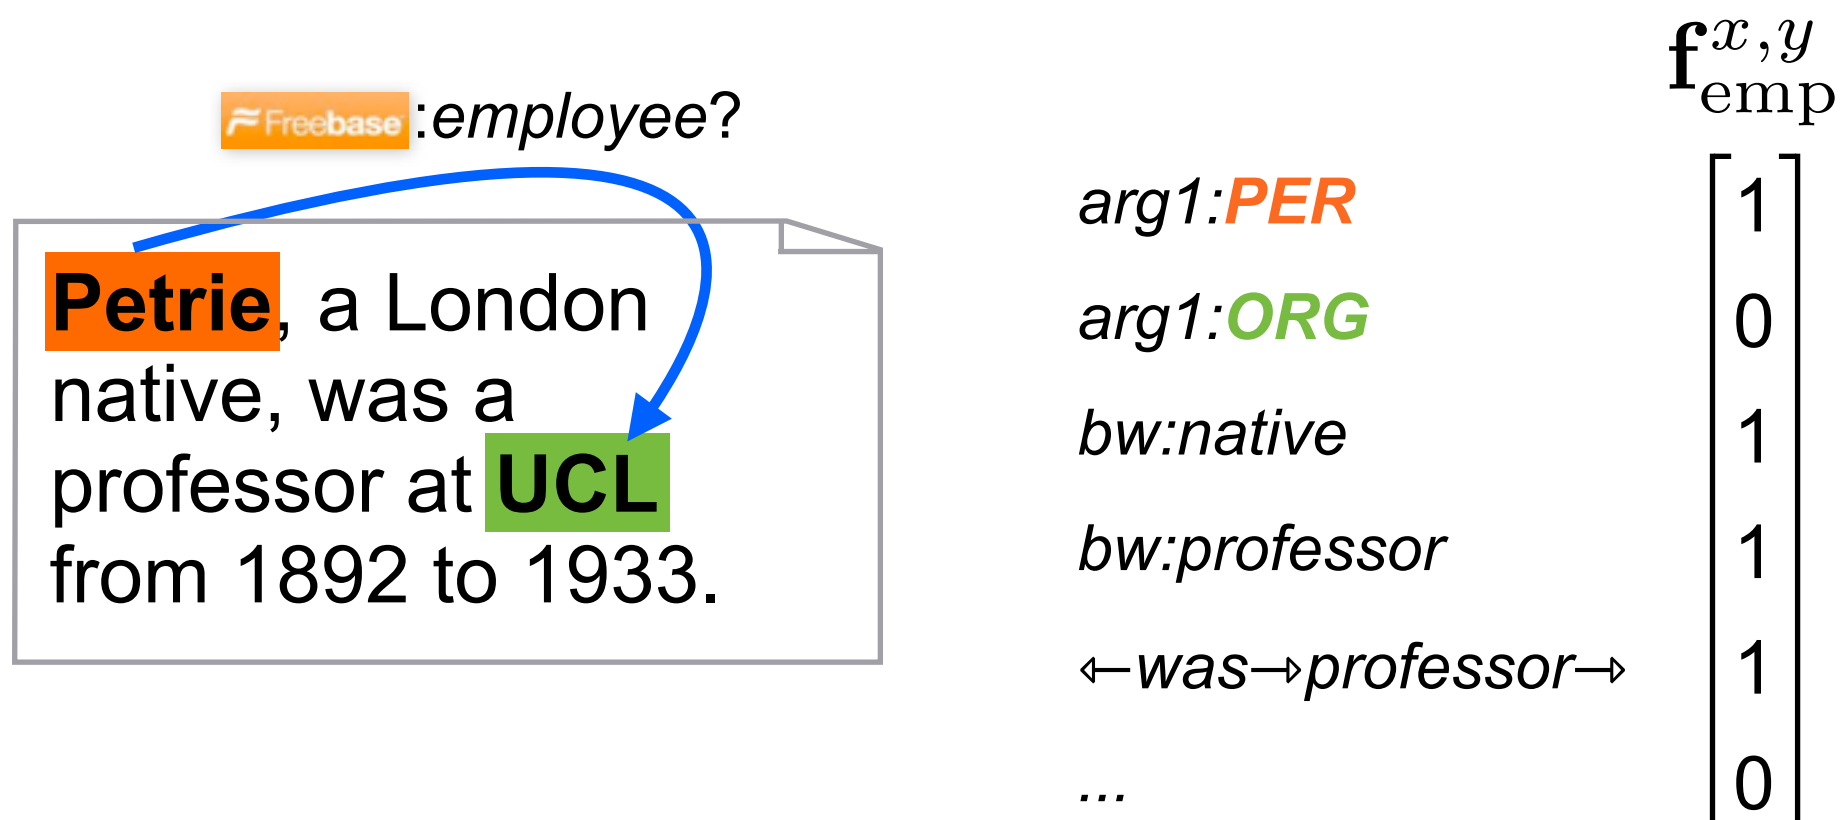 f x,y emp
Freebase:employee?
Petrie, a London
native, was a
professor at UCL
from 1892 to 1933.
arg1:PER 1
arg1:ORG 0
bw:native 1
bw:professor 1
⇽was⇾professor⇾ 1
... 0